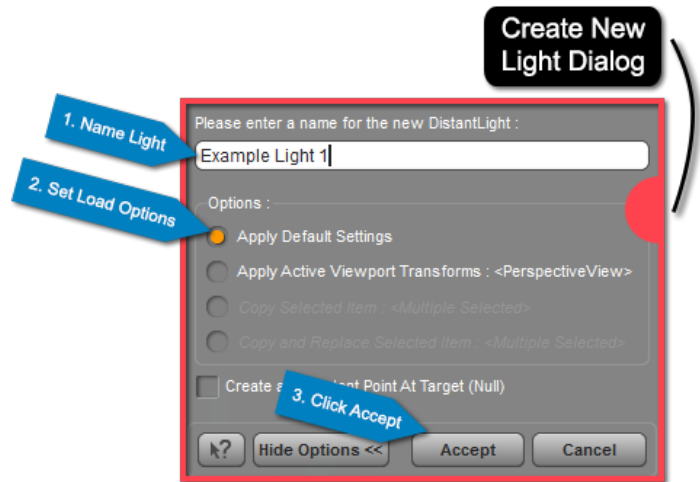 Create New
Light Dialog
1. Name Light
Please enter a name for the new DistantLight :
Example Light 1
2. Set Load Options
Options :
Apply Default Settings
Apply Active Viewport Transforms : <PerspectiveView>
Copy Selected Item : <Multiple Selected>
Copy and Replace Selected Item : <Multiple Selected>
Create a Point At Target (Null)
3. Click Accept
?
Hide Options <<
Accept
Cancel